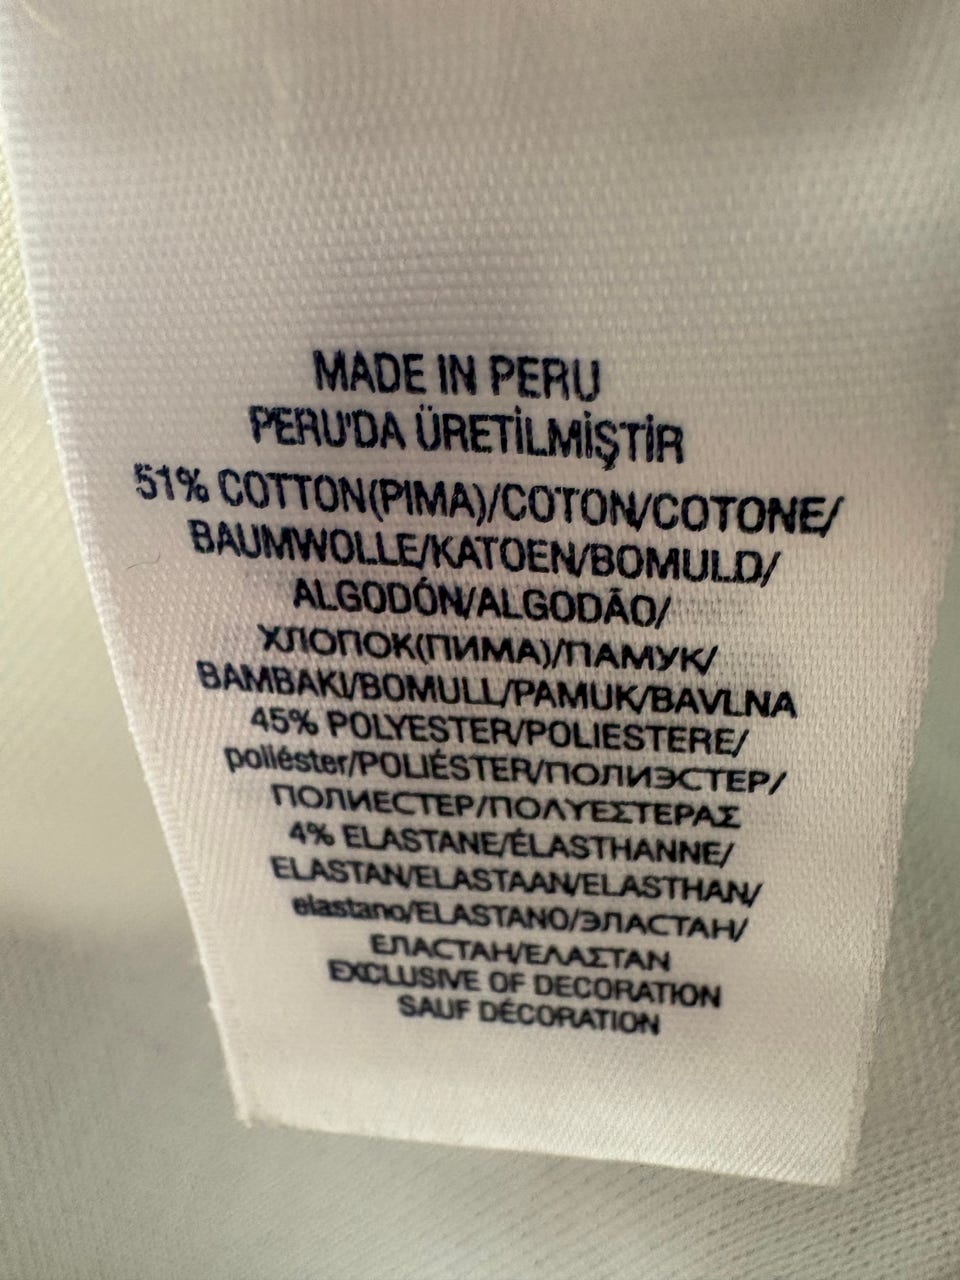 MADE IN PERU
PERU'DA ÜRETİLMİŞTİR
51% COTTON(PIMA)/COTON/COTONE/
BAUMWOLLE/KATOEN/BOMULD/
ALGODÓN/ALGODÃO/
ХЛОПОК(ПИМА)/ПАМУК/
BAMBAKI/BOMULL/PAMUK/BAVLNA
45% POLYESTER/POLIESTERE/
poliéster/POLIÉSTER/ПОЛИЭСТЕР/
ПОЛИЕСТЕР/ΠΟΛΥΕΣΤΕΡΑΣ
4% ELASTANE/ÉLASTHANNE/
ELASTAN/ELASTAAN/ELASTHAN/
elastano/ELASTANO/ЭЛАСТАН/
ЕЛАСТАН/ΕΛΑΣΤΑΝ
EXCLUSIVE OF DECORATION
SAUF DÉCORATION